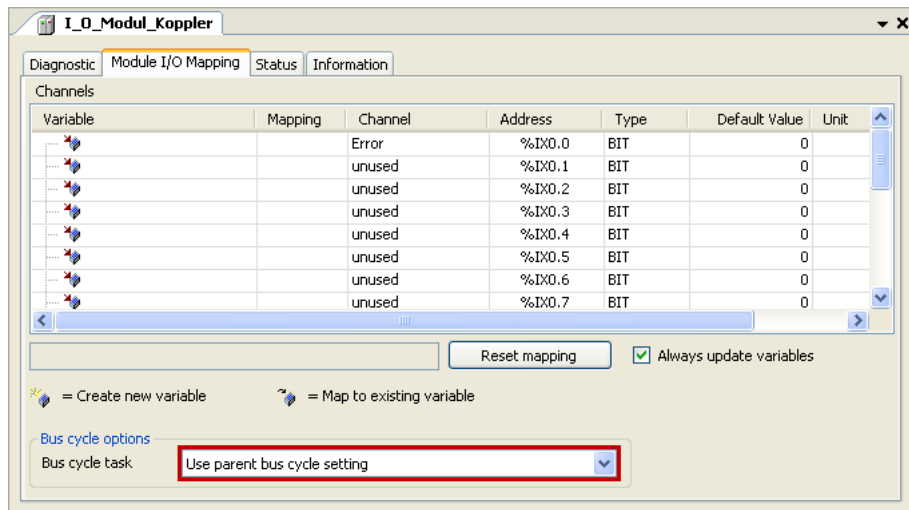 I_O_Modul_Koppler
Diagnostic Module I/O Mapping Status Information
Channels
Variable Mapping Channel Address Type Default Value Unit
Error %IX0.0 BIT 0
unused %IX0.1 BIT 0
unused %IX0.2 BIT 0
unused %IX0.3 BIT 0
unused %IX0.4 BIT 0
unused %IX0.5 BIT 0
unused %IX0.6 BIT 0
unused %IX0.7 BIT 0
Reset mapping Always update variables
= Create new variable = Map to existing variable
Bus cycle options
Bus cycle task Use parent bus cycle setting